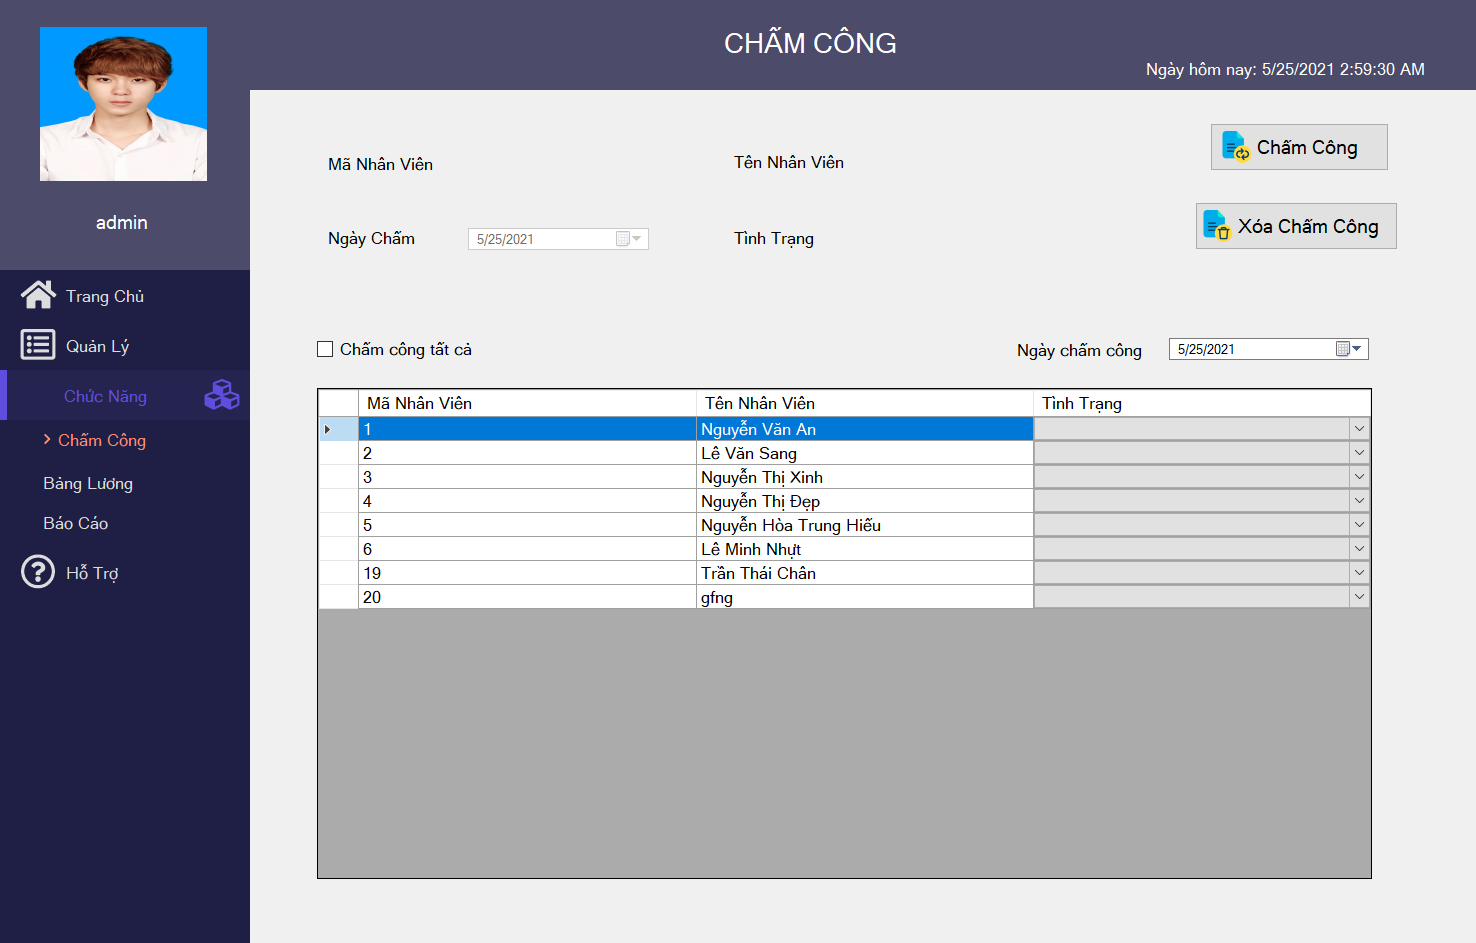 CHẤM CÔNG
Ngày hôm nay: 5/25/2021 2:59:30 AM
admin
Trang Chủ
Quản Lý
Chức Năng
Chấm Công
Bảng Lương
Báo Cáo
Hỗ Trợ
Mã Nhân Viên
Tên Nhân Viên
Chấm Công
Ngày Chấm 5/25/2021
Tình Trạng
Xóa Chấm Công
Chấm công tất cả
Ngày chấm công 5/25/2021
Mã Nhân Viên Tên Nhân Viên Tình Trạng
1 Nguyễn Văn An
2 Lê Văn Sang
3 Nguyễn Thị Xinh
4 Nguyễn Thị Đẹp
5 Nguyễn Hòa Trung Hiếu
6 Lê Minh Nhựt
19 Trần Thái Chân
20 gfng